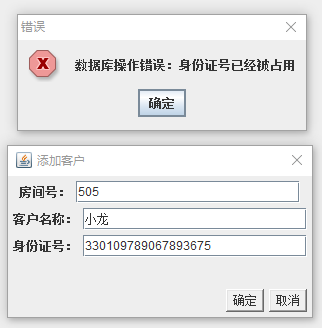 错误
数据库操作错误：身份证号已经被占用
确定
添加客户
房间号： 505
客户名称： 小龙
身份证号： 330109789067893675
确定 取消